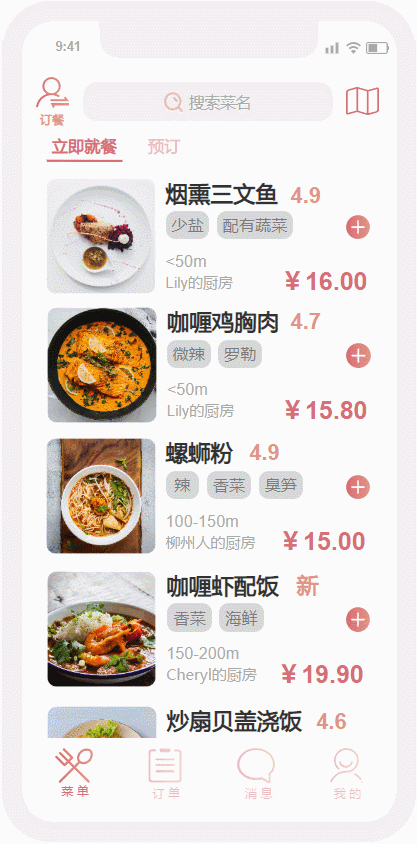 9:41
订餐
搜索菜名
立即就餐 预订
烟熏三文鱼 4.9
少盐 配有蔬菜
<50m
Lily的厨房
¥16.00
咖喱鸡胸肉 4.7
微辣 罗勒
<50m
Lily的厨房
¥15.80
螺蛳粉 4.9
辣 香菜 臭笋
100-150m
柳州人的厨房
¥15.00
咖喱虾配饭 新
香菜 海鲜
150-200m
Cheryl的厨房
¥19.90
炒扇贝盖浇饭 4.6
菜单 订单 消息 我的